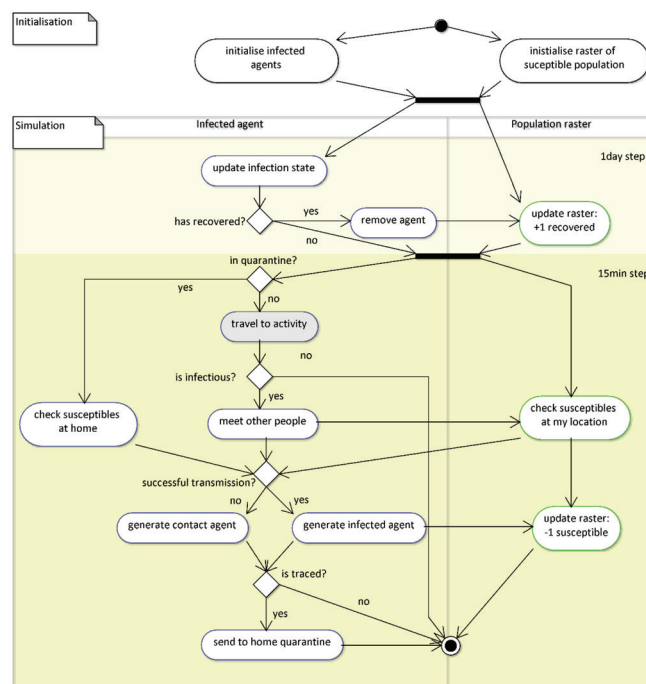 Initialisation
initialise infected
agents
inistialise raster of
suceptible population
Simulation
Infected agent
Population raster
1day step
update infection state
has recovered?
yes
remove agent
update raster:
+1 recovered
no
in quarantine?
yes
15min step
no
travel to activity
no
is infectious?
yes
check susceptibles
at home
meet other people
check susceptibles
at my location
successful transmission?
no
yes
generate contact agent
generate infected agent
update raster:
-1 susceptible
is traced?
no
yes
send to home quarantine